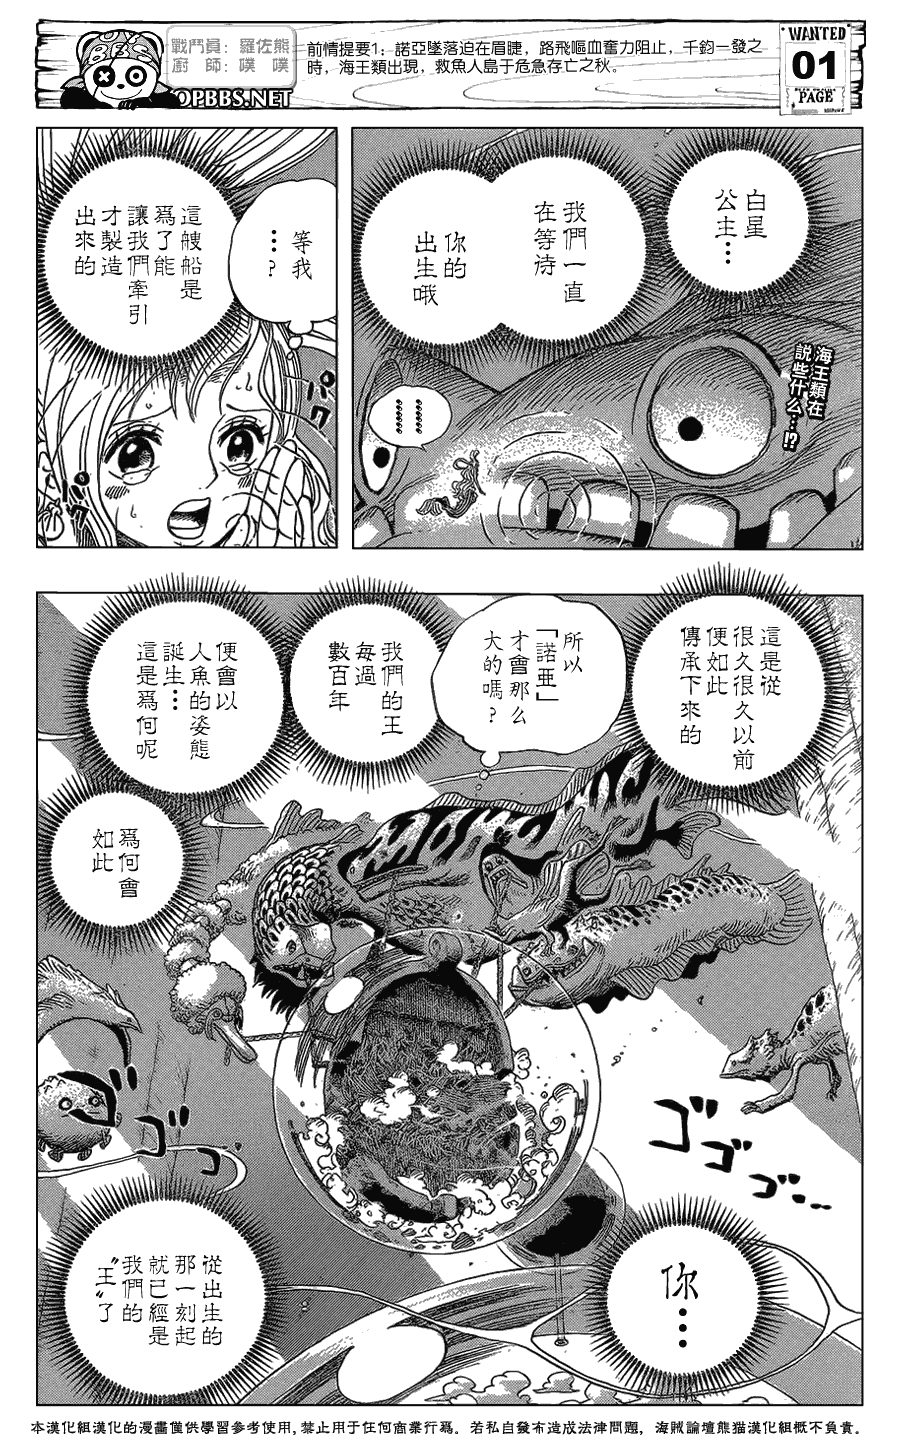 戰鬥員：羅佐熊
廚　師：噗　噗
OPBBS.NET
前情提要1：諾亞墜落迫在眉睫，路飛嘔血奮力阻止，千鈞一發之
時，海王類出現，救魚人島于危急存亡之秋。
WANTED
01
PAGE
白星
公主…
我們一直
在等待
你的
出生哦
海王類在
說些什么…!?
………
………
等我
…？
這艘船是
爲了能
讓我們牽引
才製造
出來的
パク
パク
這是從
很久很久以前
便如此
傳承下來的
所以
「諾亜」
才會那么
大的嗎？
我們的王
每過
數百年
便會以
人魚的姿態
誕生…
這是爲何呢
爲何會
如此
ゴゴゴゴ…
ゴゴゴ
你…
從出生的
那一刻起
就已經是
我們的
〝王〞了
本漢化組漢化的漫畫僅供學習參考使用,禁止用于任何商業行爲。若私自發布造成法律問題，海賊論壇熊猫漢化組概不負責。